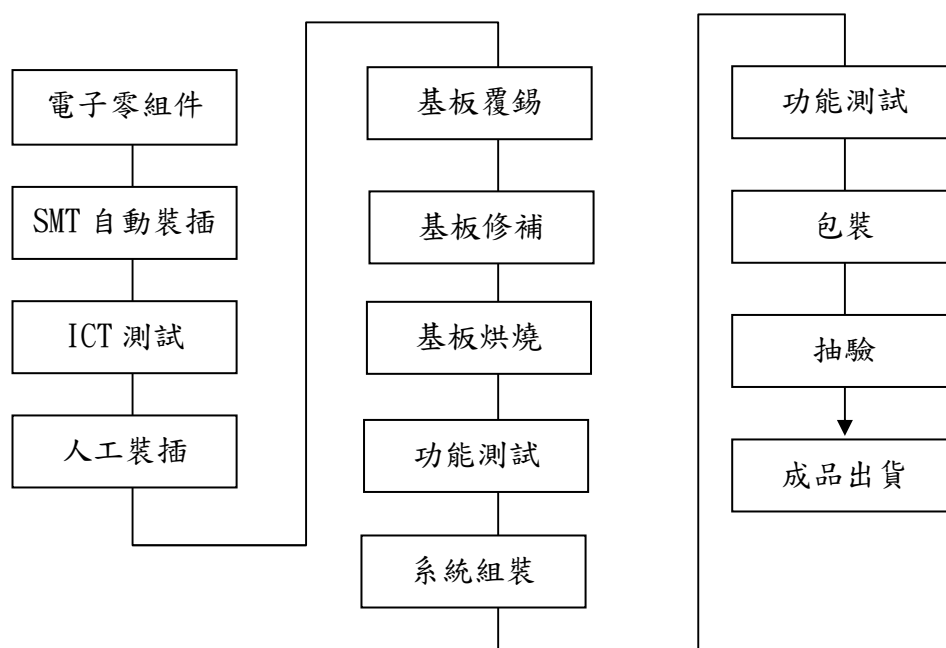 電子零組件
SMT 自動裝插
ICT 測試
人工裝插
基板覆錫
基板修補
基板烘燒
功能測試
系統組裝
功能測試
包裝
抽驗
成品出貨